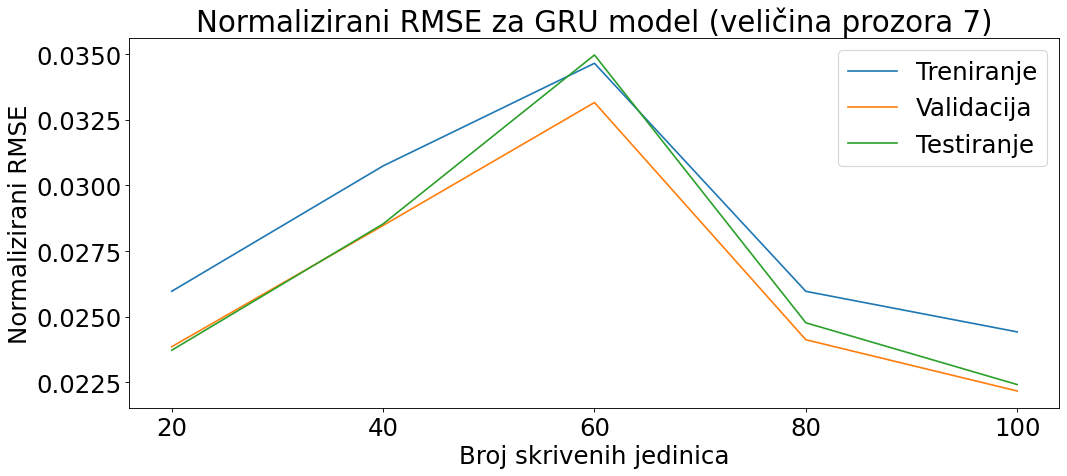 Normalizirani RMSE za GRU model (veličina prozora 7)
Normalizirani RMSE
0.0350
0.0325
0.0300
0.0275
0.0250
0.0225
Treniranje
Validacija
Testiranje
20 40 60 80 100
Broj skrivenih jedinica